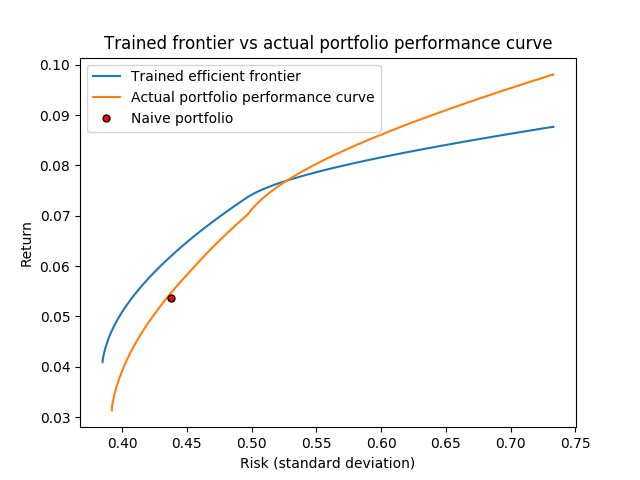 Trained frontier vs actual portfolio performance curve
Trained efficient frontier
Actual portfolio performance curve
Naive portfolio
0.10
0.09
0.08
0.07
0.06
0.05
0.04
0.03
Return
0.40 0.45 0.50 0.55 0.60 0.65 0.70 0.75
Risk (standard deviation)